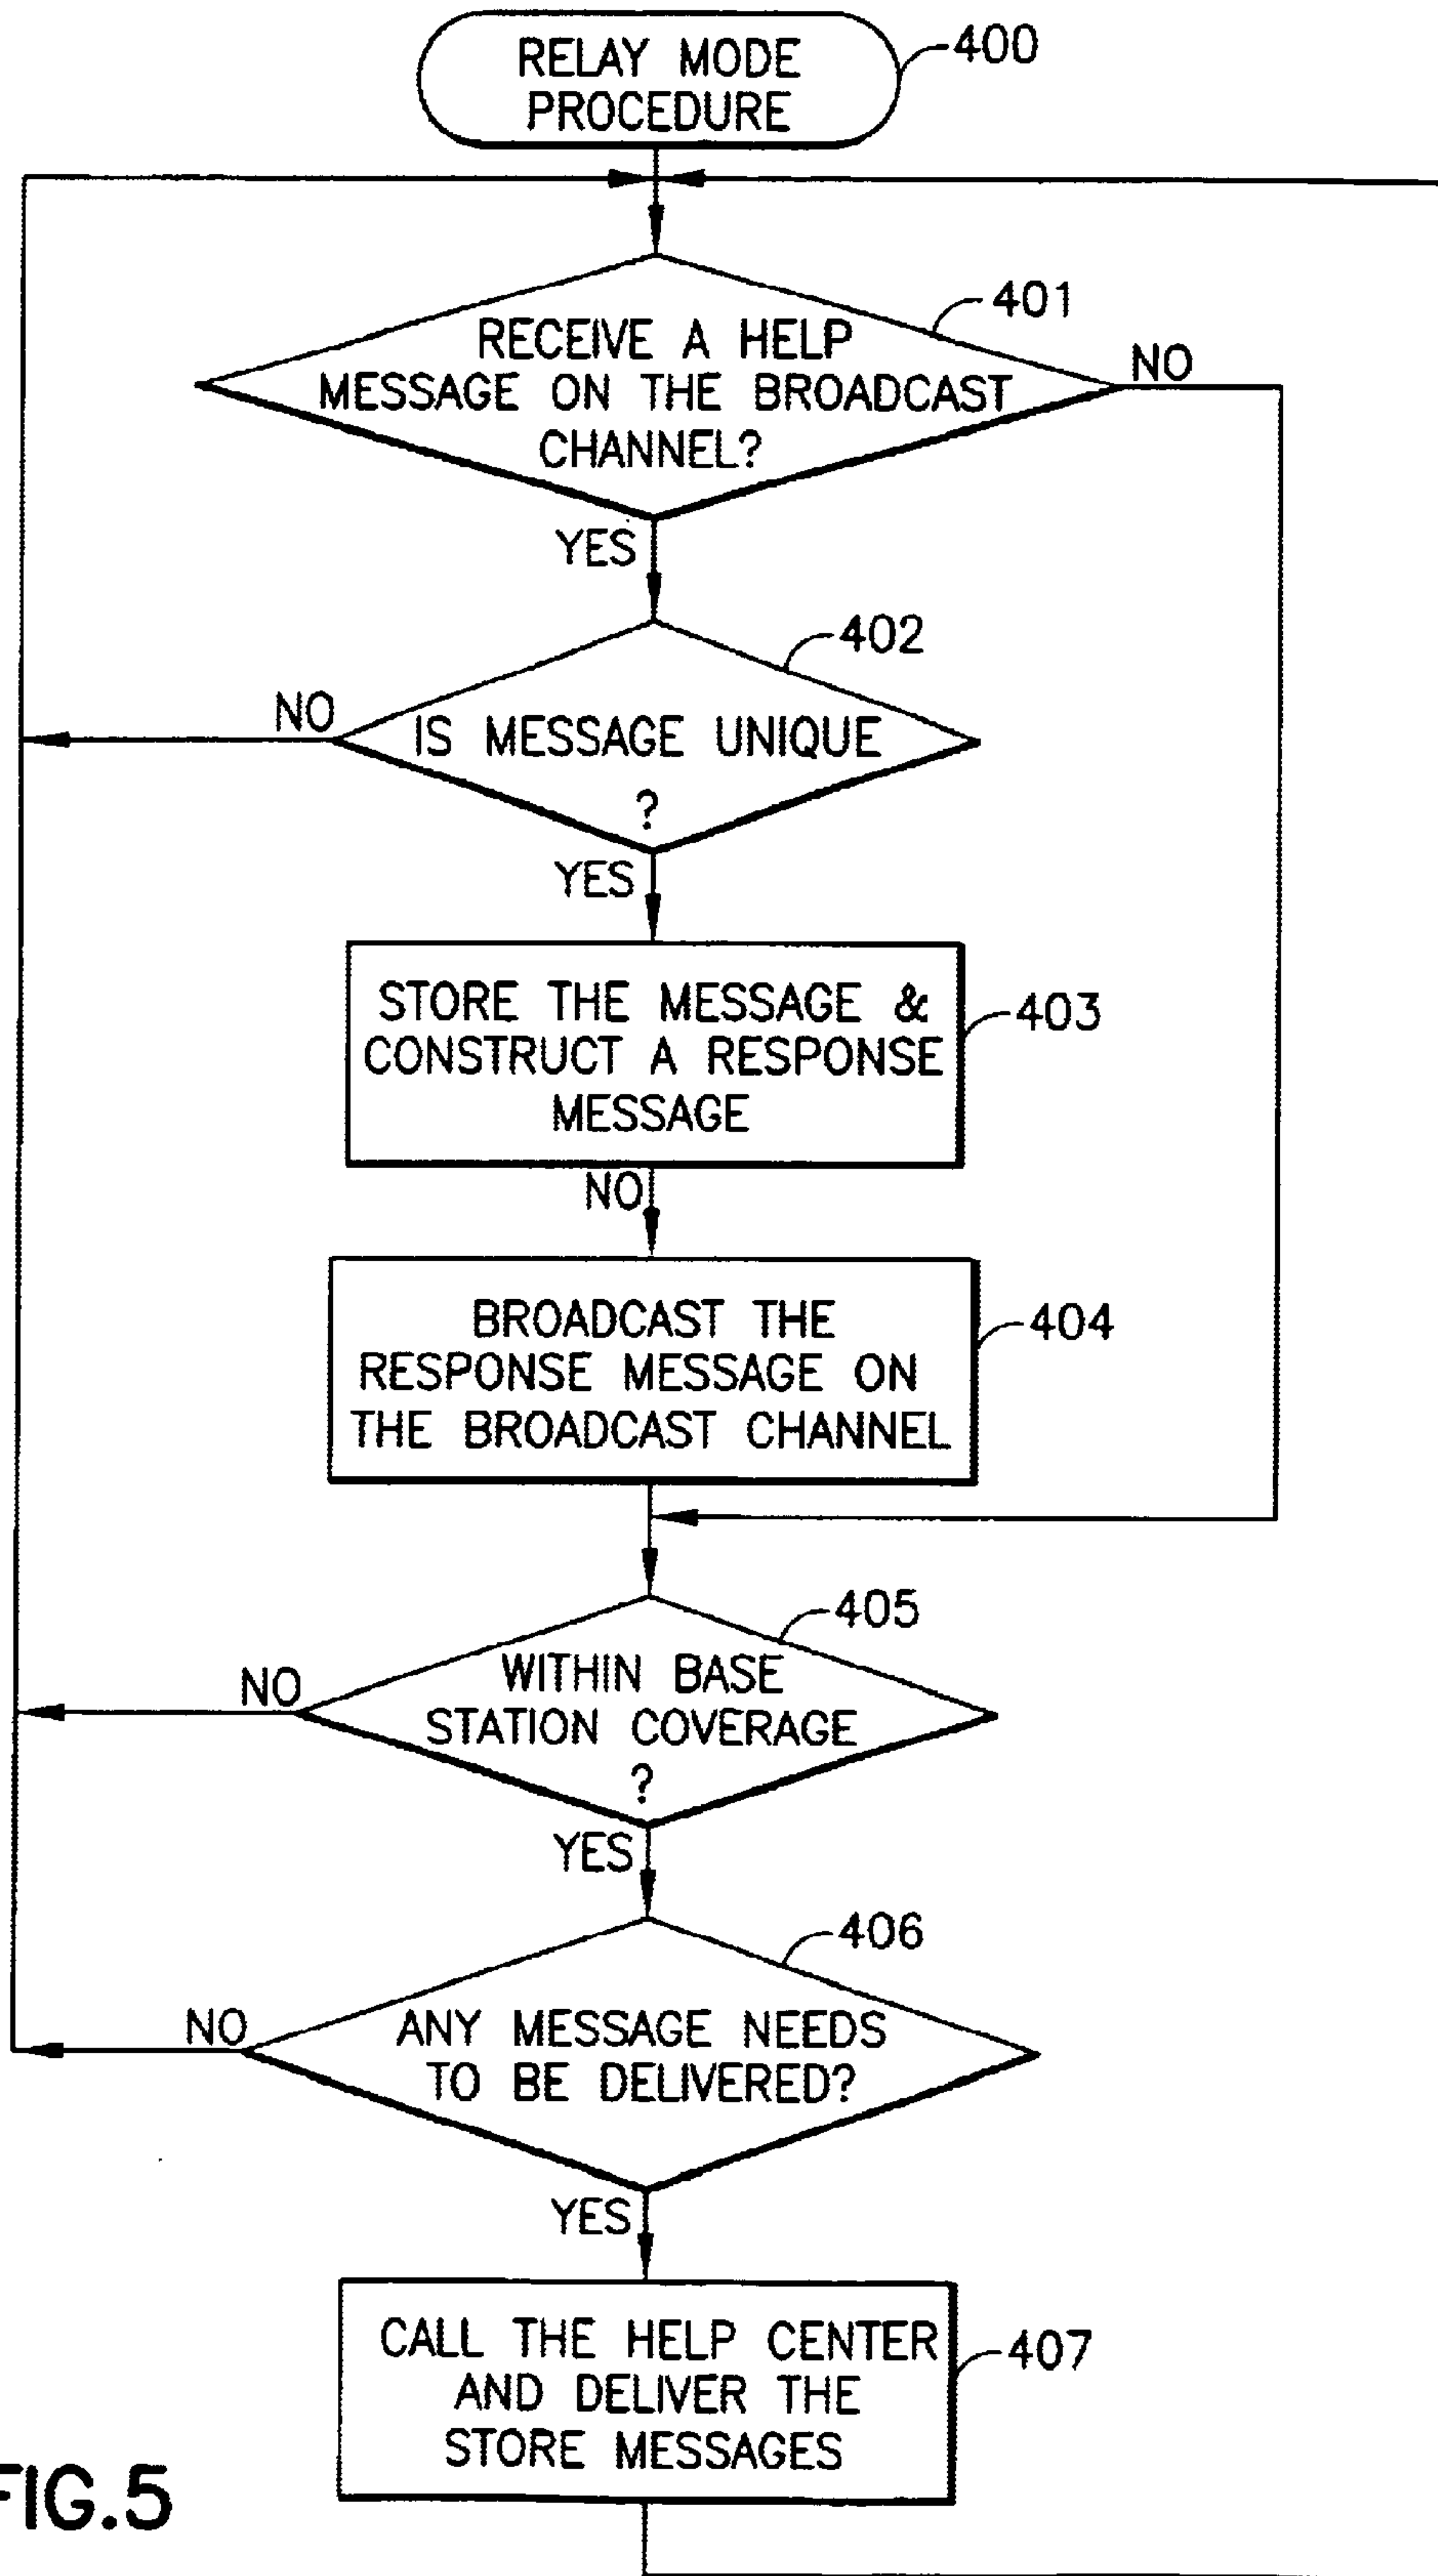 RELAY MODE
PROCEDURE
400
401
RECEIVE A HELP
MESSAGE ON THE BROADCAST
CHANNEL?
NO
YES
402
NO
IS MESSAGE UNIQUE
?
YES
STORE THE MESSAGE &
CONSTRUCT A RESPONSE
MESSAGE
403
NO
BROADCAST THE
RESPONSE MESSAGE ON
THE BROADCAST CHANNEL
404
405
NO
WITHIN BASE
STATION COVERAGE
?
YES
406
NO
ANY MESSAGE NEEDS
TO BE DELIVERED?
YES
CALL THE HELP CENTER
AND DELIVER THE
STORE MESSAGES
407
FIG.5